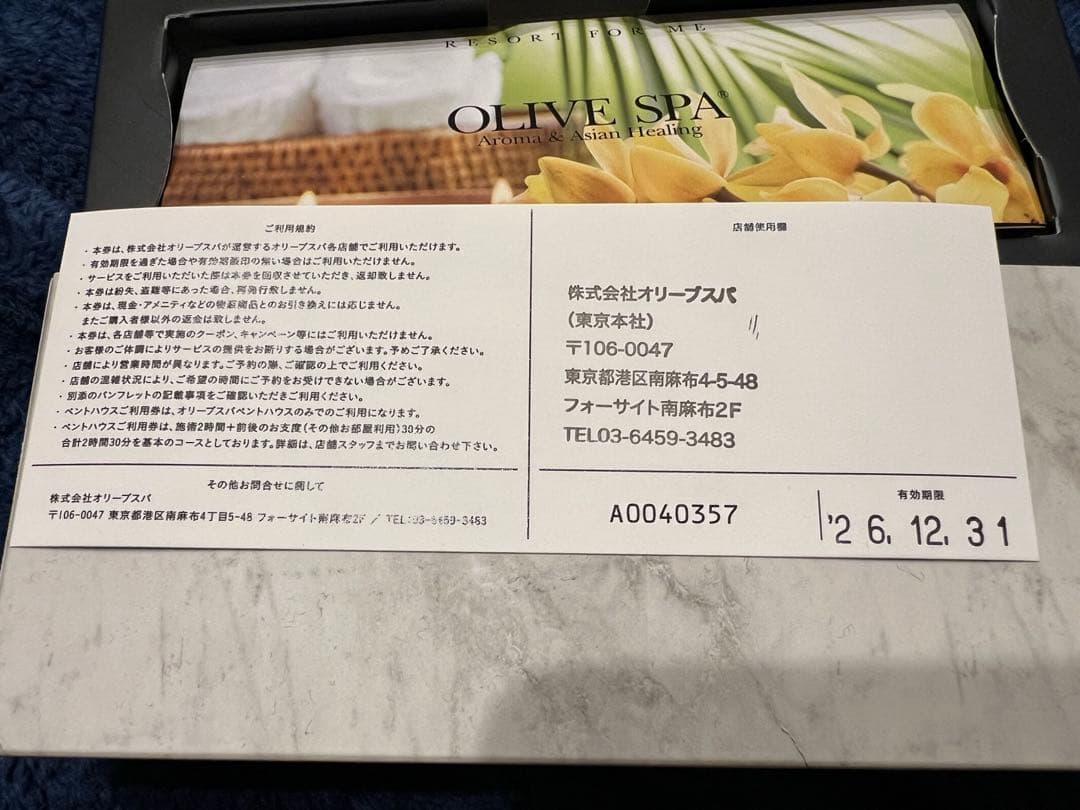 RESORT FOR ME
OLIVE SPA®
Aroma & Asian Healing
ご利用規約
・本券は、株式会社オリーブスパが運営するオリーブスパ各店舗でご利用いただけます。
・有効期限を過ぎた場合や有効期限印の無い場合はご利用いただけません。
・サービスをご利用いただいた際は本券を回収させていただき、返却致しません。
・本券は紛失、盗難等にあった場合、再発行致しません。
・本券は、現金・アメニティなどの物販商品とのお引き換えには応じません。
またご購入者様以外の返金は致しません。
・本券は、各店舗等で実施のクーポン、キャンペーン等にはご利用いただけません。
・お客様のご体調によりサービスの提供をお断りする場合がございます。予めご了承ください。
・店舗により営業時間が異なります。ご予約の際、ご確認の上でご利用ください。
・店舗の混雑状況により、ご希望の時間にご予約をお受けできない場合がございます。
・別添のパンフレットの記載事項をご確認いただきご利用ください。
・ペントハウスご利用券は、オリーブスパペントハウスのみでのご利用になります。
・ペントハウスご利用券は、施術2時間+前後のお支度(その他お部屋利用)30分の
合計2時間30分を基本のコースとしております。詳細は、店舗スタッフまでお問い合わせ下さい。
その他お問合せに関して
株式会社オリーブスパ
〒106-0047 東京都港区南麻布4丁目5-48 フォーサイト南麻布2F / TEL:03-6459-3483
店舗使用欄
株式会社オリーブスパ
(東京本社)
〒106-0047
東京都港区南麻布4-5-48
フォーサイト南麻布2F
TEL03-6459-3483
A0040357
有効期限
'26.12.31